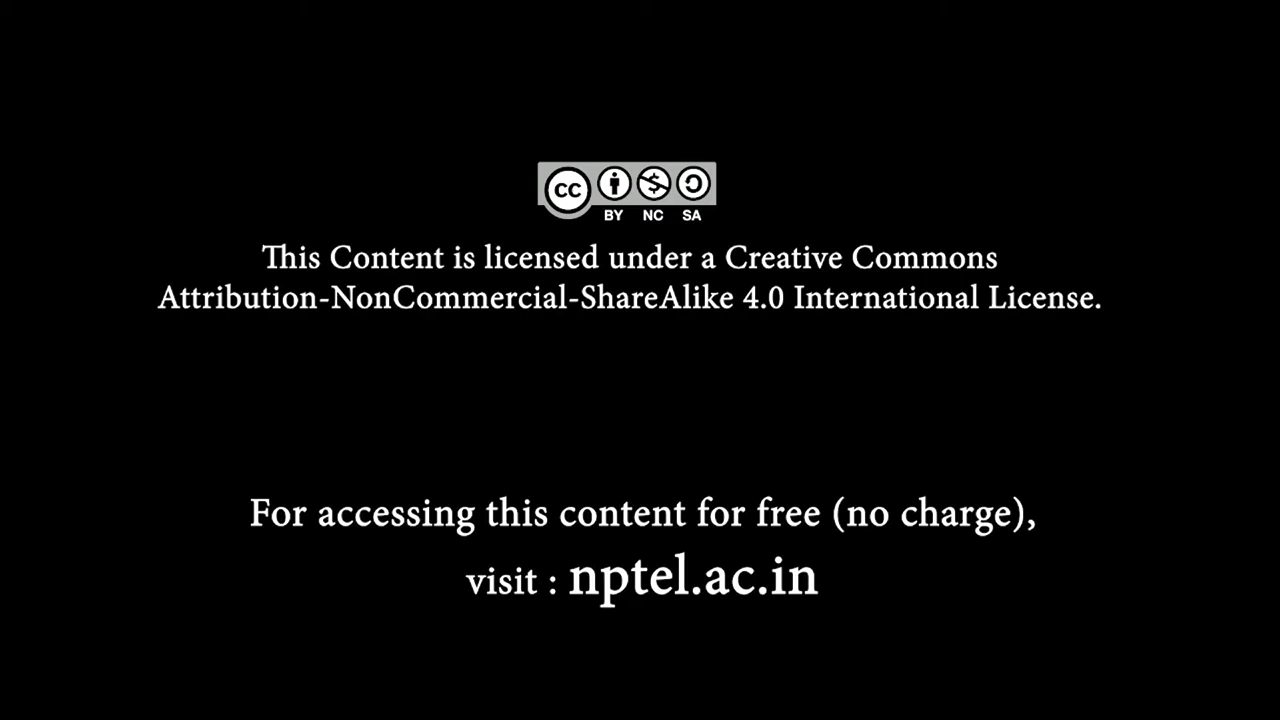 cc
BY NC SA
This Content is licensed under a Creative Commons
Attribution-NonCommercial-ShareAlike 4.0 International License.
For accessing this content for free (no charge),
visit : nptel.ac.in